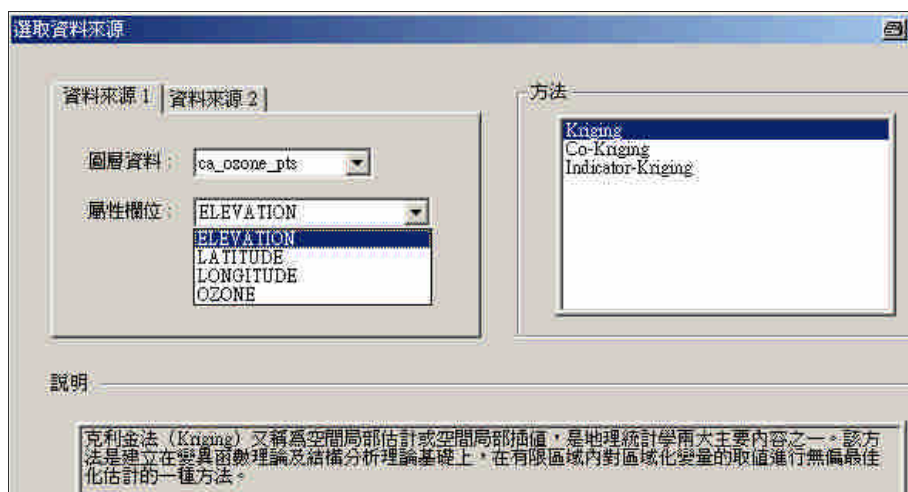 選取資料來源
資料來源 1
資料來源 2
圖層資料：
ca_ozone_pts
屬性欄位：
ELEVATION
ELEVATION
LATITUDE
LONGITUDE
OZONE
方法
Kriging
Co-Kriging
Indicator-Kriging
說明
克利金法（Kriging）又稱為空間局部估計或空間局部插值，是地理統計學兩大主要內容之一。該方
法是建立在變異函數理論及結構分析理論基礎上，在有限區域內對區域化變量的取值進行無偏最佳
化估計的一種方法。